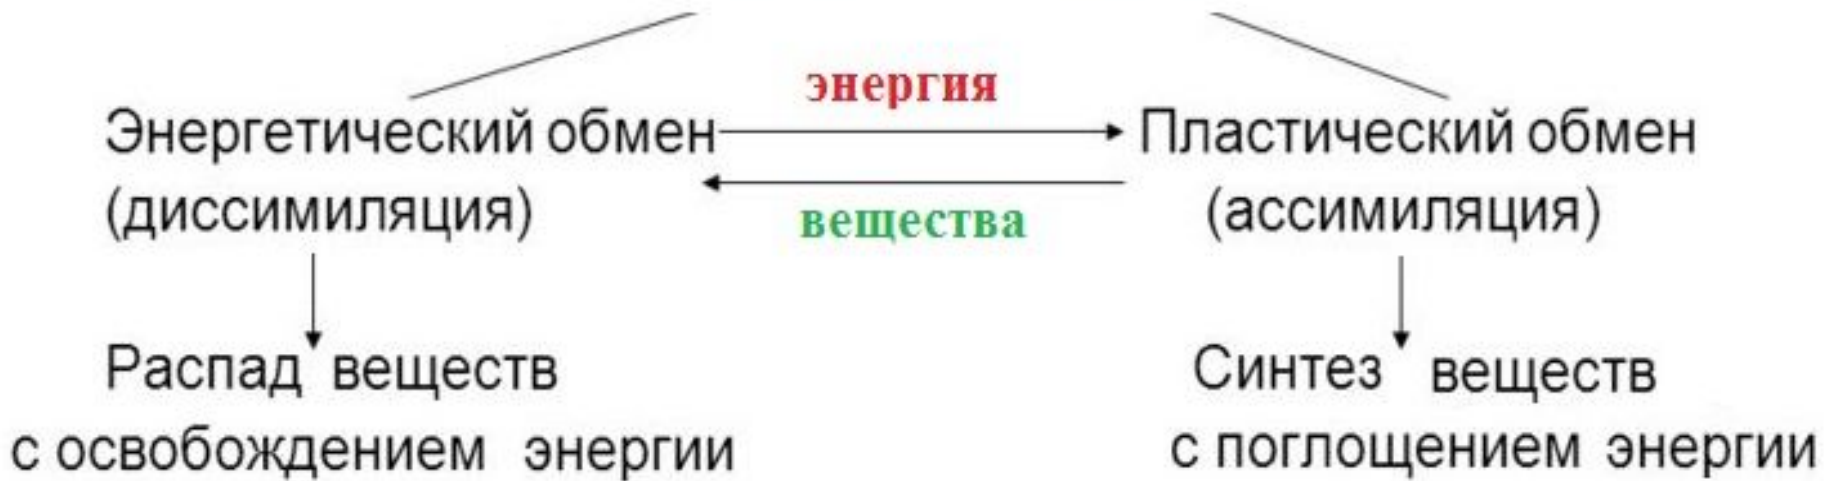 энергия
Энергетический обмен Пластический обмен
(диссимиляция) вещества (ассимиляция)
Распад веществ Синтез веществ
с освобождением энергии с поглощением энергии